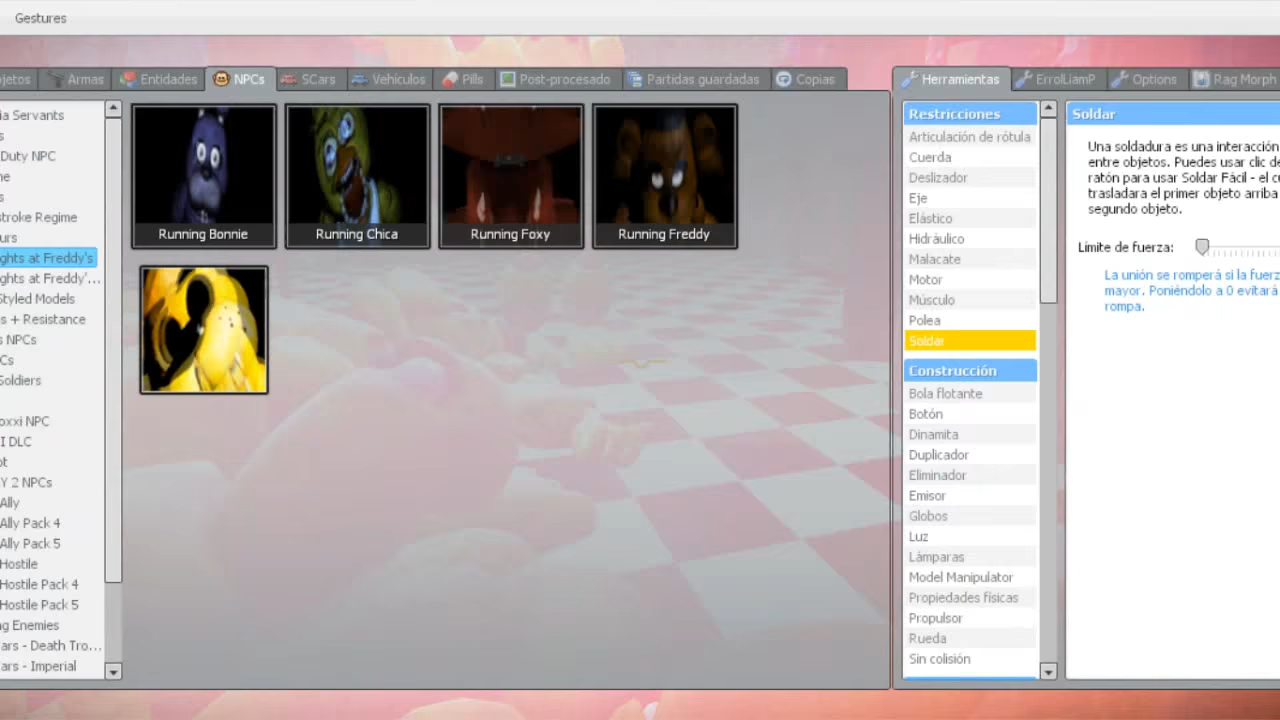 Gestures
jetos
Armas
Entidades
NPCs
SCars
Vehículos
Pills
Post-procesado
Partidas guardadas
Copias
Herramientas
ErrolLiamP
Options
Rag Morph
ia Servants
s
Duty NPC
ne
s
stroke Regime
urs
ghts at Freddy's
ghts at Freddy'...
Styled Models
s + Resistance
s NPCs
Cs
Soldiers
oxxi NPC
I DLC
ot
Y 2 NPCs
Ally
Ally Pack 4
Ally Pack 5
Hostile
Hostile Pack 4
Hostile Pack 5
ng Enemies
ars - Death Tro...
ars - Imperial
Running Bonnie
Running Chica
Running Foxy
Running Freddy
Restricciones
Articulación de rótula
Cuerda
Deslizador
Eje
Elástico
Hidráulico
Malacate
Motor
Músculo
Polea
Soldar
Construcción
Bola flotante
Botón
Dinamita
Duplicador
Eliminador
Emisor
Globos
Luz
Lámparas
Model Manipulator
Propiedades físicas
Propulsor
Rueda
Sin colisión
Soldar
Una soldadura es una interacción
entre objetos. Puedes usar clic de
ratón para usar Soldar Fácil - el cu
trasladara el primer objeto arriba
segundo objeto.
Límite de fuerza:
La unión se romperá si la fuerz
mayor. Poniéndolo a 0 evitará
rompa.